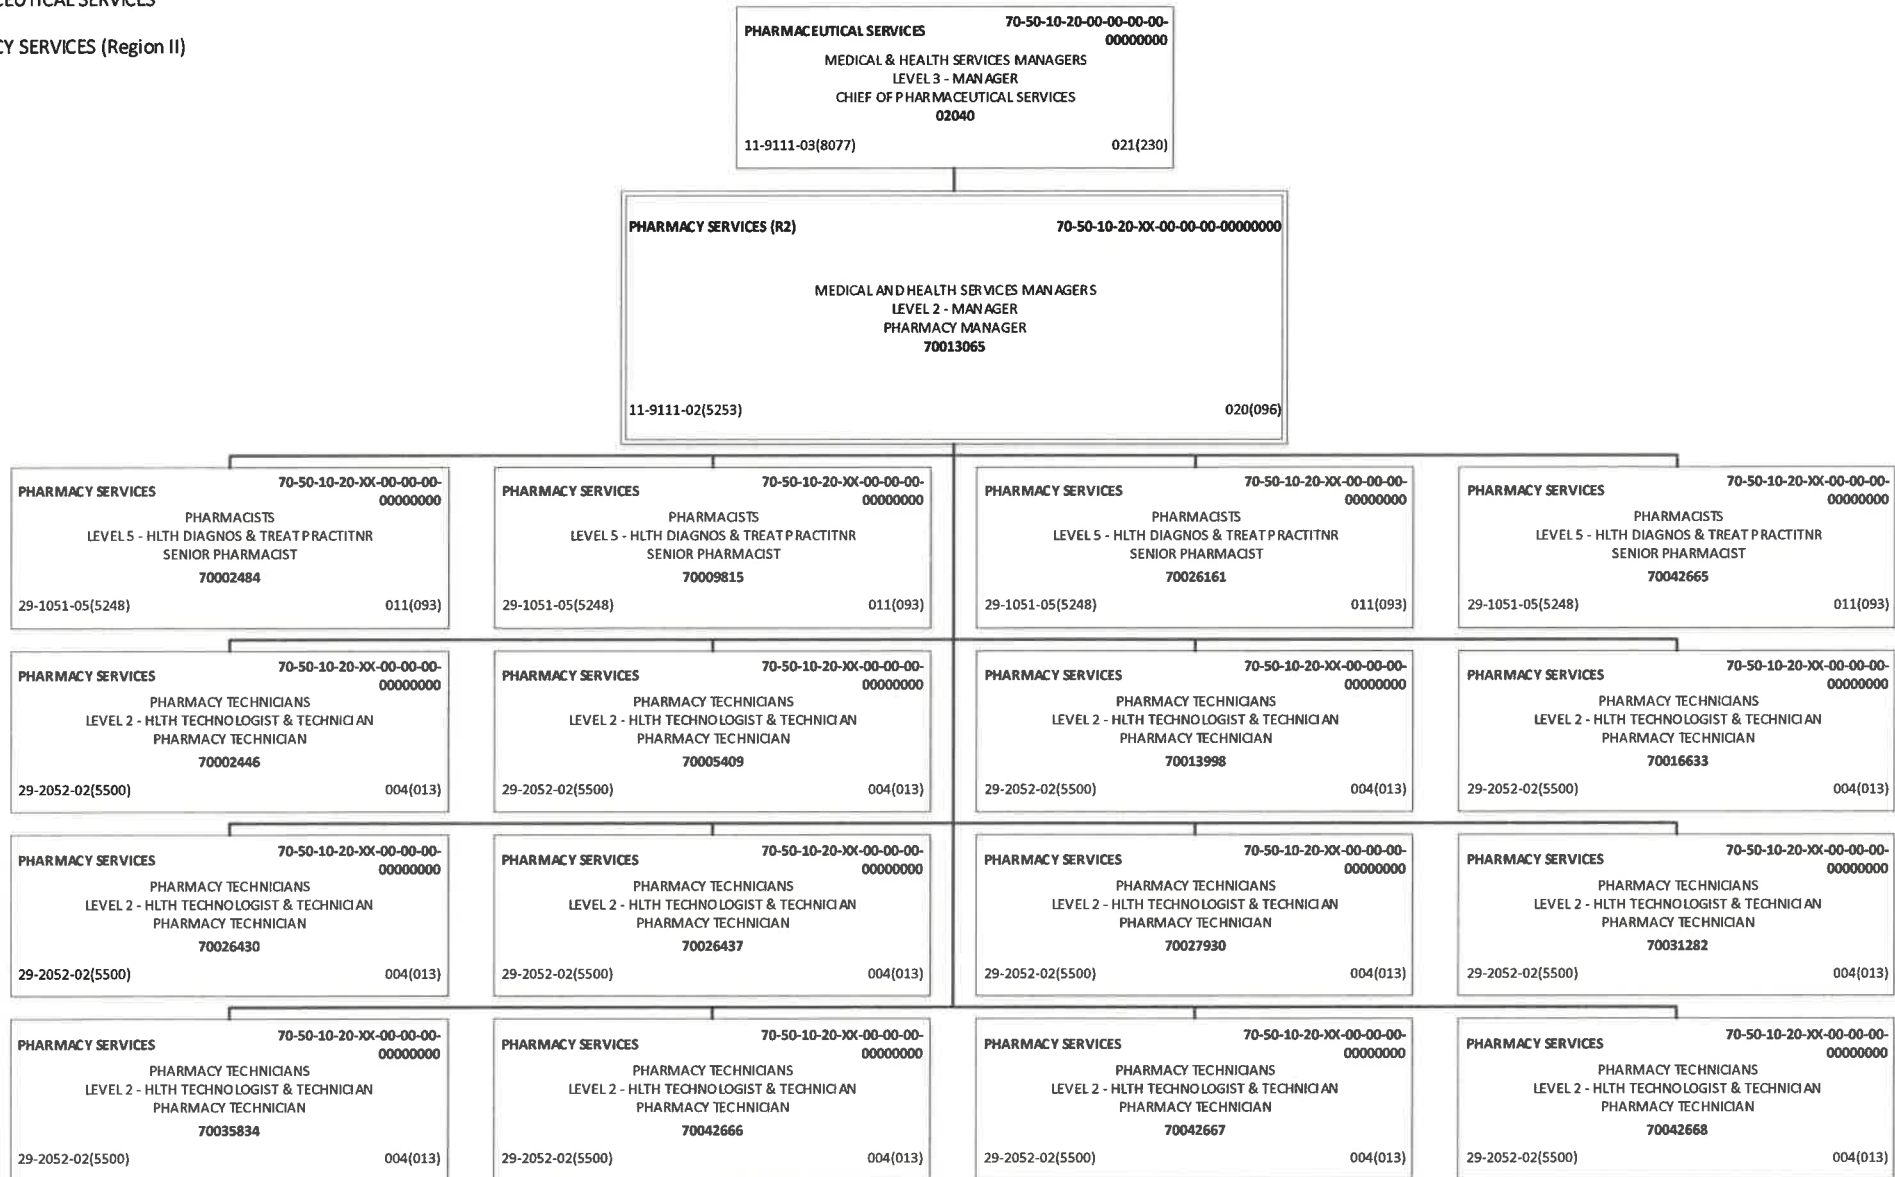 CEUTICAL SERVICES
CY SERVICES (Region II)
PHARMACEUTICAL SERVICES 70-50-10-20-00-00-00-
00000000
MEDICAL & HEALTH SERVICES MANAGERS
LEVEL 3 - MANAGER
CHIEF OF PHARMACEUTICAL SERVICES
02040
11-9111-03(8077) 021(230)
PHARMACY SERVICES (R2) 70-50-10-20-XX-00-00-00-00000000
MEDICAL AND HEALTH SERVICES MANAGERS
LEVEL 2 - MANAGER
PHARMACY MANAGER
70013065
11-9111-02(5253) 020(096)
PHARMACY SERVICES 70-50-10-20-XX-00-00-00-
00000000
PHARMACISTS
LEVEL 5 - HLTH DIAGNOS & TREAT PRACTITNR
SENIOR PHARMACIST
70002484
29-1051-05(5248) 011(093)
PHARMACY SERVICES 70-50-10-20-XX-00-00-00-
00000000
PHARMACISTS
LEVEL 5 - HLTH DIAGNOS & TREAT PRACTITNR
SENIOR PHARMACIST
70009815
29-1051-05(5248) 011(093)
PHARMACY SERVICES 70-50-10-20-XX-00-00-00-
00000000
PHARMACISTS
LEVEL 5 - HLTH DIAGNOS & TREAT PRACTITNR
SENIOR PHARMACIST
70026161
29-1051-05(5248) 011(093)
PHARMACY SERVICES 70-50-10-20-XX-00-00-00-
00000000
PHARMACISTS
LEVEL 5 - HLTH DIAGNOS & TREAT PRACTITNR
SENIOR PHARMACIST
70042665
29-1051-05(5248) 011(093)
PHARMACY SERVICES 70-50-10-20-XX-00-00-00-
00000000
PHARMACY TECHNICIANS
LEVEL 2 - HLTH TECHNOLOGIST & TECHNICIAN
PHARMACY TECHNICIAN
70002446
29-2052-02(5500) 004(013)
PHARMACY SERVICES 70-50-10-20-XX-00-00-00-
00000000
PHARMACY TECHNICIANS
LEVEL 2 - HLTH TECHNOLOGIST & TECHNICIAN
PHARMACY TECHNICIAN
70005409
29-2052-02(5500) 004(013)
PHARMACY SERVICES 70-50-10-20-XX-00-00-00-
00000000
PHARMACY TECHNICIANS
LEVEL 2 - HLTH TECHNOLOGIST & TECHNICIAN
PHARMACY TECHNICIAN
70013998
29-2052-02(5500) 004(013)
PHARMACY SERVICES 70-50-10-20-XX-00-00-00-
00000000
PHARMACY TECHNICIANS
LEVEL 2 - HLTH TECHNOLOGIST & TECHNICIAN
PHARMACY TECHNICIAN
70016633
29-2052-02(5500) 004(013)
PHARMACY SERVICES 70-50-10-20-XX-00-00-00-
00000000
PHARMACY TECHNICIANS
LEVEL 2 - HLTH TECHNOLOGIST & TECHNICIAN
PHARMACY TECHNICIAN
70026430
29-2052-02(5500) 004(013)
PHARMACY SERVICES 70-50-10-20-XX-00-00-00-
00000000
PHARMACY TECHNICIANS
LEVEL 2 - HLTH TECHNOLOGIST & TECHNICIAN
PHARMACY TECHNICIAN
70026437
29-2052-02(5500) 004(013)
PHARMACY SERVICES 70-50-10-20-XX-00-00-00-
00000000
PHARMACY TECHNICIANS
LEVEL 2 - HLTH TECHNOLOGIST & TECHNICIAN
PHARMACY TECHNICIAN
70027930
29-2052-02(5500) 004(013)
PHARMACY SERVICES 70-50-10-20-XX-00-00-00-
00000000
PHARMACY TECHNICIANS
LEVEL 2 - HLTH TECHNOLOGIST & TECHNICIAN
PHARMACY TECHNICIAN
70031282
29-2052-02(5500) 004(013)
PHARMACY SERVICES 70-50-10-20-XX-00-00-00-
00000000
PHARMACY TECHNICIANS
LEVEL 2 - HLTH TECHNOLOGIST & TECHNICIAN
PHARMACY TECHNICIAN
70035834
29-2052-02(5500) 004(013)
PHARMACY SERVICES 70-50-10-20-XX-00-00-00-
00000000
PHARMACY TECHNICIANS
LEVEL 2 - HLTH TECHNOLOGIST & TECHNICIAN
PHARMACY TECHNICIAN
70042666
29-2052-02(5500) 004(013)
PHARMACY SERVICES 70-50-10-20-XX-00-00-00-
00000000
PHARMACY TECHNICIANS
LEVEL 2 - HLTH TECHNOLOGIST & TECHNICIAN
PHARMACY TECHNICIAN
70042667
29-2052-02(5500) 004(013)
PHARMACY SERVICES 70-50-10-20-XX-00-00-00-
00000000
PHARMACY TECHNICIANS
LEVEL 2 - HLTH TECHNOLOGIST & TECHNICIAN
PHARMACY TECHNICIAN
70042668
29-2052-02(5500) 004(013)